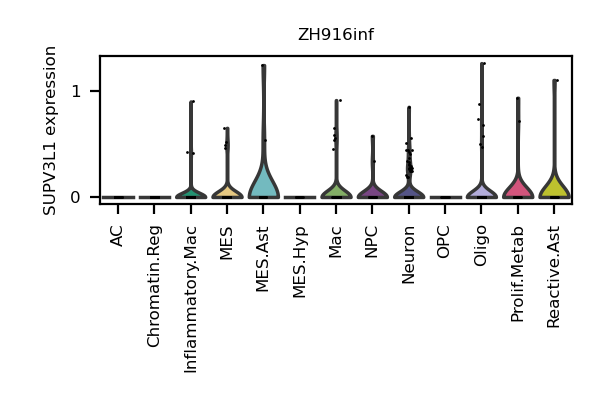 ZH916inf
SUPV3L1 expression
1
0
AC
Chromatin.Reg
Inflammatory.Mac
MES
MES.Ast
MES.Hyp
Mac
NPC
Neuron
OPC
Oligo
Prolif.Metab
Reactive.Ast